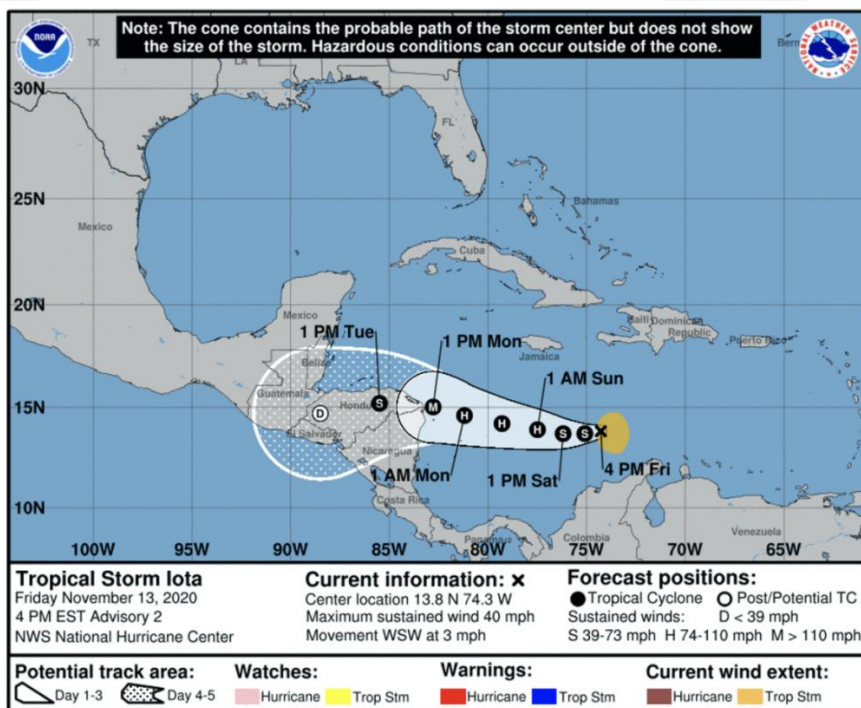 Note: The cone contains the probable path of the storm center but does not show
the size of the storm. Hazardous conditions can occur outside of the cone.
NOAA
TX
LA
Ber
30N
FL
25N
Mexico
Bahamas
Cuba
20N
Mexico
Haiti Dominican
Republic
Puerto Rico
1 PM Tue
1 PM Mon
Jamaica
Belize
1 AM Sun
Guatemala
15N
D
Hondu
S
M
H
H
H
S
S
El Salvador
Nicaragua
1 AM Mon
1 PM Sat
4 PM Fri
Costa Rica
10N
Panama
Colombia
Venezuela
100W 95W 90W 85W 80W 75W 70W 65W
Tropical Storm Iota
Friday November 13, 2020
4 PM EST Advisory 2
NWS National Hurricane Center
Current information: x
Center location 13.8 N 74.3 W
Maximum sustained wind 40 mph
Movement WSW at 3 mph
Forecast positions:
Tropical Cyclone Post/Potential TC
Sustained winds: D < 39 mph
S 39-73 mph H 74-110 mph M > 110 mph
Potential track area:
Day 1-3 Day 4-5
Watches:
Hurricane Trop Stm
Warnings:
Hurricane Trop Stm
Current wind extent:
Hurricane Trop Stm